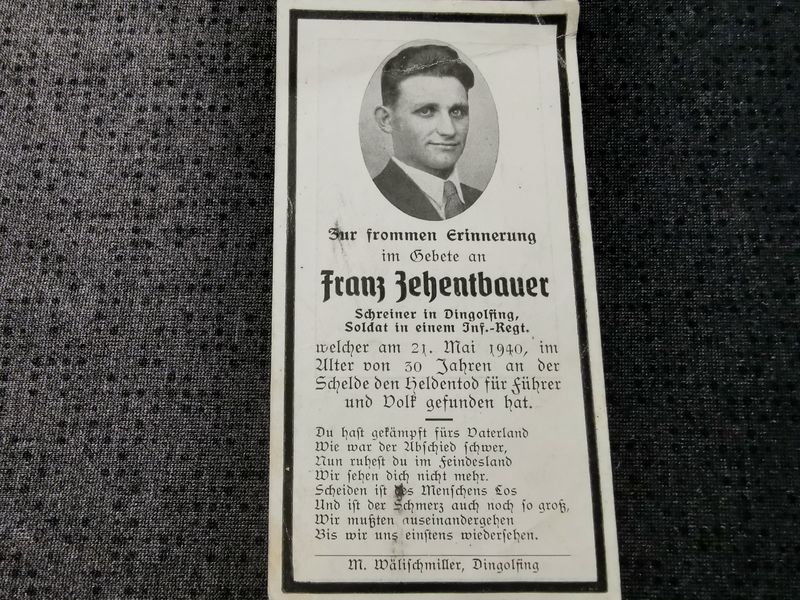 Zur frommen Erinnerung
im Gebete an
Franz Zehentbauer
Schreiner in Dingolfing,
Soldat in einem Inf.-Regt.
welcher am 21. Mai 1940, im
Alter von 30 Jahren an der
Schelde den Heldentod für Führer
und Volk gefunden hat.
Du hast gekämpft fürs Vaterland
Wie war der Abschied schwer,
Nun ruhest du im Feindesland
Wir sehen dich nicht mehr.
Scheiden ist des Menschens Los
Und ist der Schmerz auch noch so groß,
Wir mußten auseinandergehen
Bis wir uns einstens wiedersehen.
M. Wälischmiller, Dingolfing